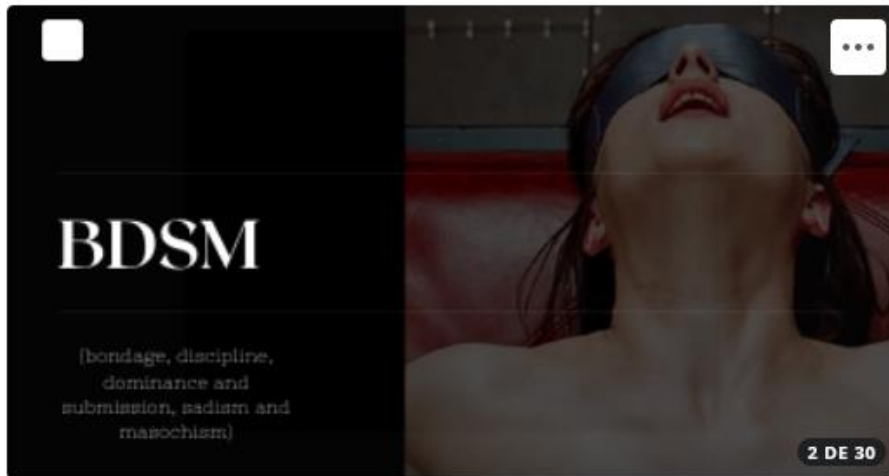 BDSM
(bondage, discipline,
dominance and
submission, sadism and
masochism)
2 DE 30